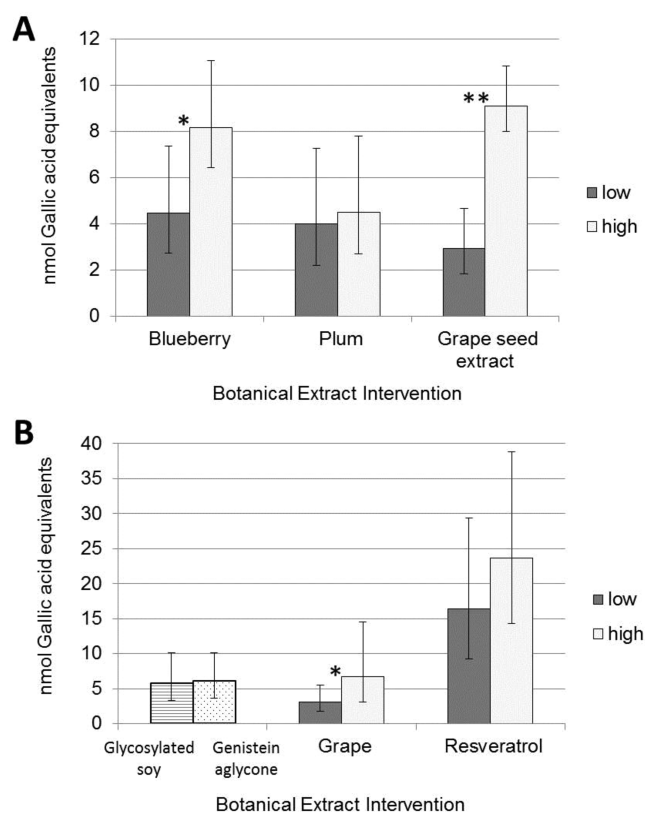 A
nmol Gallic acid equivalents
12
10
8
6
4
2
0
*
**
low
high
Blueberry
Plum
Grape seed
extract
Botanical Extract Intervention
B
nmol Gallic acid equivalents
40
35
30
25
20
15
10
5
0
*
low
high
Glycosylated
soy
Genistein
aglycone
Grape
Resveratrol
Botanical Extract Intervention